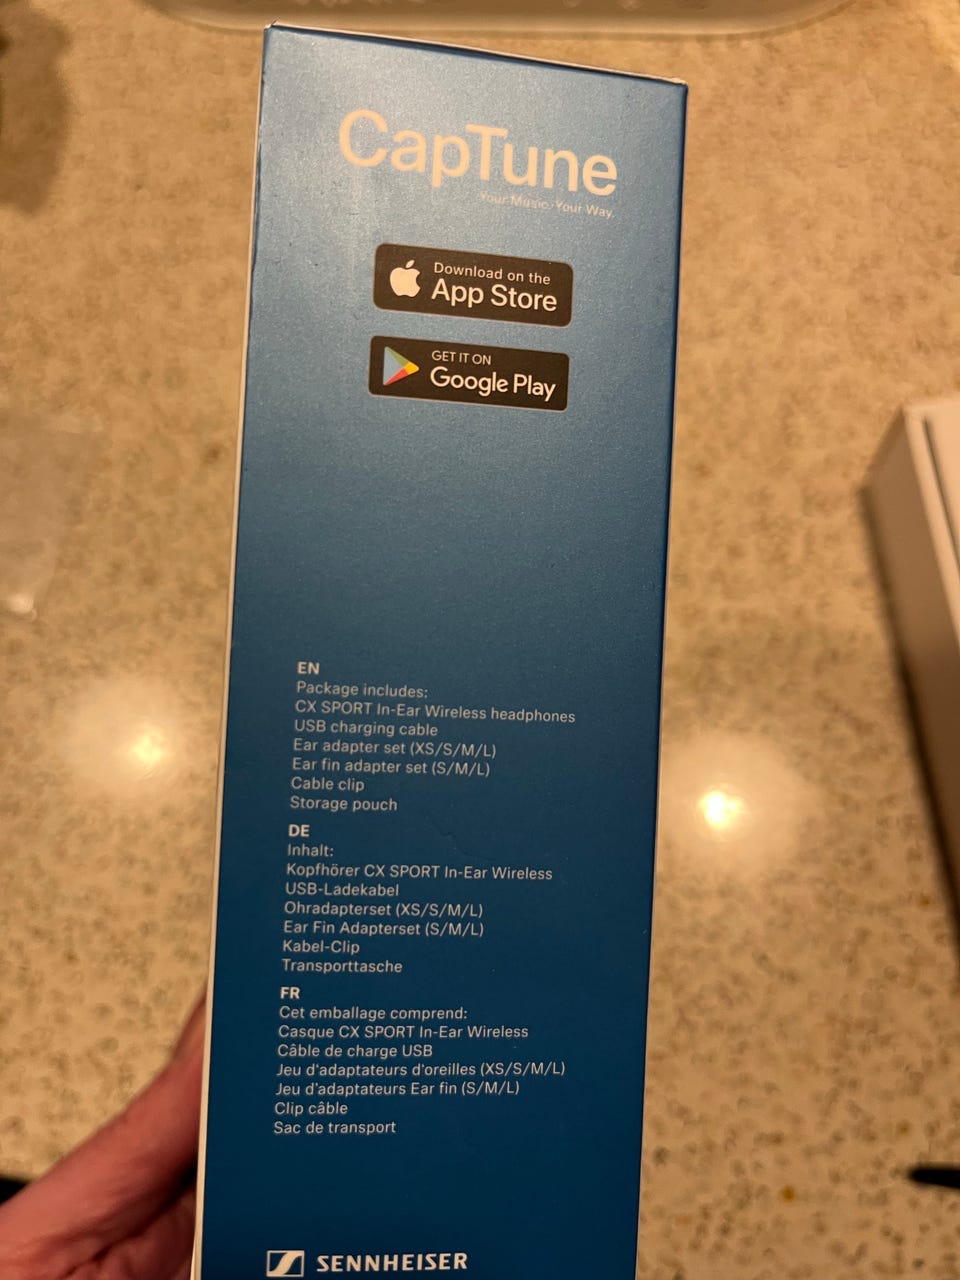 CapTune
Your Music. Your Way.
Download on the
App Store
GET IT ON
Google Play
EN
Package includes:
CX SPORT In-Ear Wireless headphones
USB charging cable
Ear adapter set (XS/S/M/L)
Ear fin adapter set (S/M/L)
Cable clip
Storage pouch
DE
Inhalt:
Kopfhörer CX SPORT In-Ear Wireless
USB-Ladekabel
Ohradapterset (XS/S/M/L)
Ear Fin Adapterset (S/M/L)
Kabel-Clip
Transporttasche
FR
Cet emballage comprend:
Casque CX SPORT In-Ear Wireless
Câble de charge USB
Jeu d'adaptateurs d'oreilles (XS/S/M/L)
Jeu d'adaptateurs Ear fin (S/M/L)
Clip câble
Sac de transport
SENNHEISER